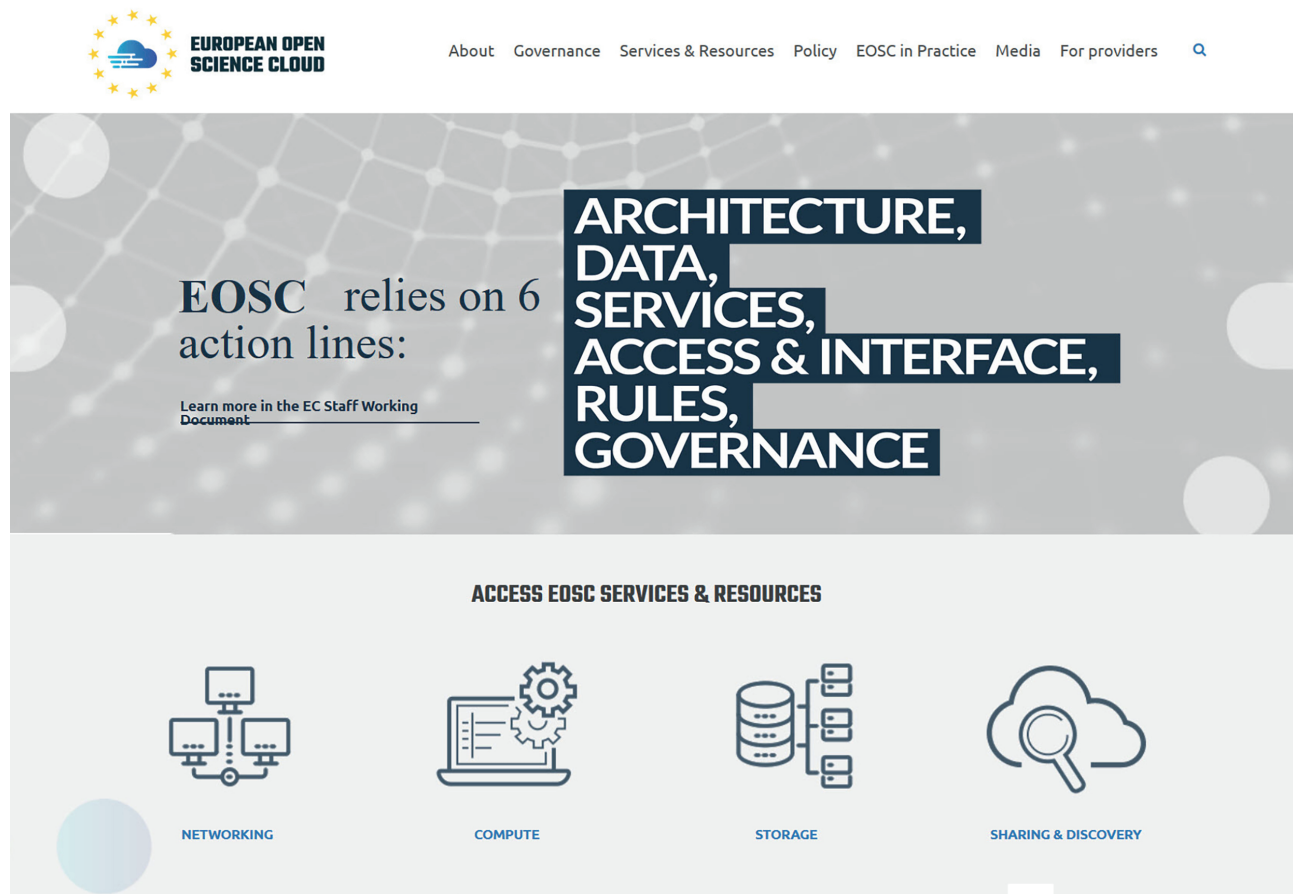 EUROPEAN OPEN
SCIENCE CLOUD
About Governance Services & Resources Policy EOSC in Practice Media For providers
EOSC relies on 6
action lines:
Learn more in the EC Staff Working
Document
ARCHITECTURE,
DATA,
SERVICES,
ACCESS & INTERFACE,
RULES,
GOVERNANCE
ACCESS EOSC SERVICES & RESOURCES
NETWORKING COMPUTE STORAGE SHARING & DISCOVERY